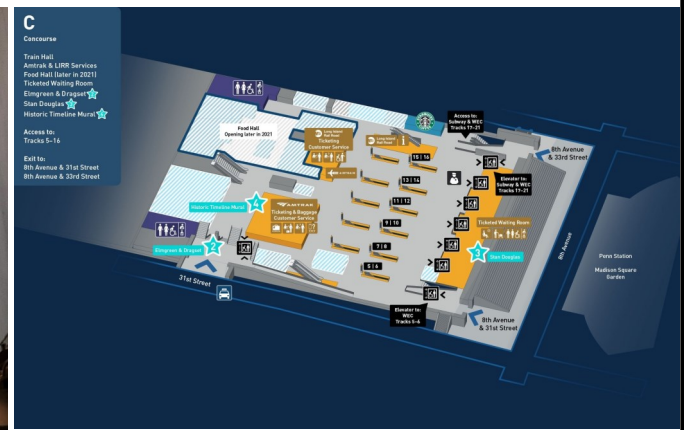 C
Concourse
Train Hall
Amtrak & LIRR Services
Food Hall (later in 2021)
Ticketed Waiting Room
Elmgreen & Dragset
Stan Douglas
Historic Timeline Mural
Access to:
Tracks 5–16
Exit to:
8th Avenue & 31st Street
8th Avenue & 33rd Street
Food Hall
Opening later in 2021
Long Island
Rail Road
Ticketing
Customer Service
Long Island
Rail Road
Access to:
Subway & WEC
Tracks 17–21
8th Avenue
& 33rd Street
15 | 16
13 | 14
11 | 12
9 | 10
7 | 8
5 | 6
Elevator to:
Subway & WEC
Tracks 17–21
Historic Timeline Mural
4
AMTRAK
Ticketing & Baggage
Customer Service
Ticketed Waiting Room
3
Stan Douglas
Elmgreen & Dragset
2
31st Street
Elevator to:
WEC
Tracks 5–6
8th Avenue
& 31st Street
8th Avenue
Penn Station
Madison Square
Garden